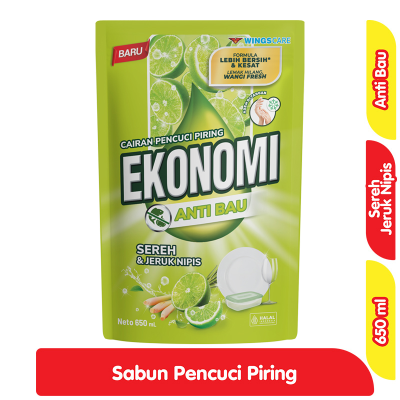 BARU
WINGSCARE
FORMULA
LEBIH BERSIH*
& KESAT
LEMAK HILANG,
WANGI FRESH
CAIRAN PENCUCI PIRING
EKONOMI
ANTI BAU
SEREH
& JERUK NIPIS
Neto 650 ml
HALAL
Anti Bau
Sereh
Jeruk Nipis
650 ml
Sabun Pencuci Piring